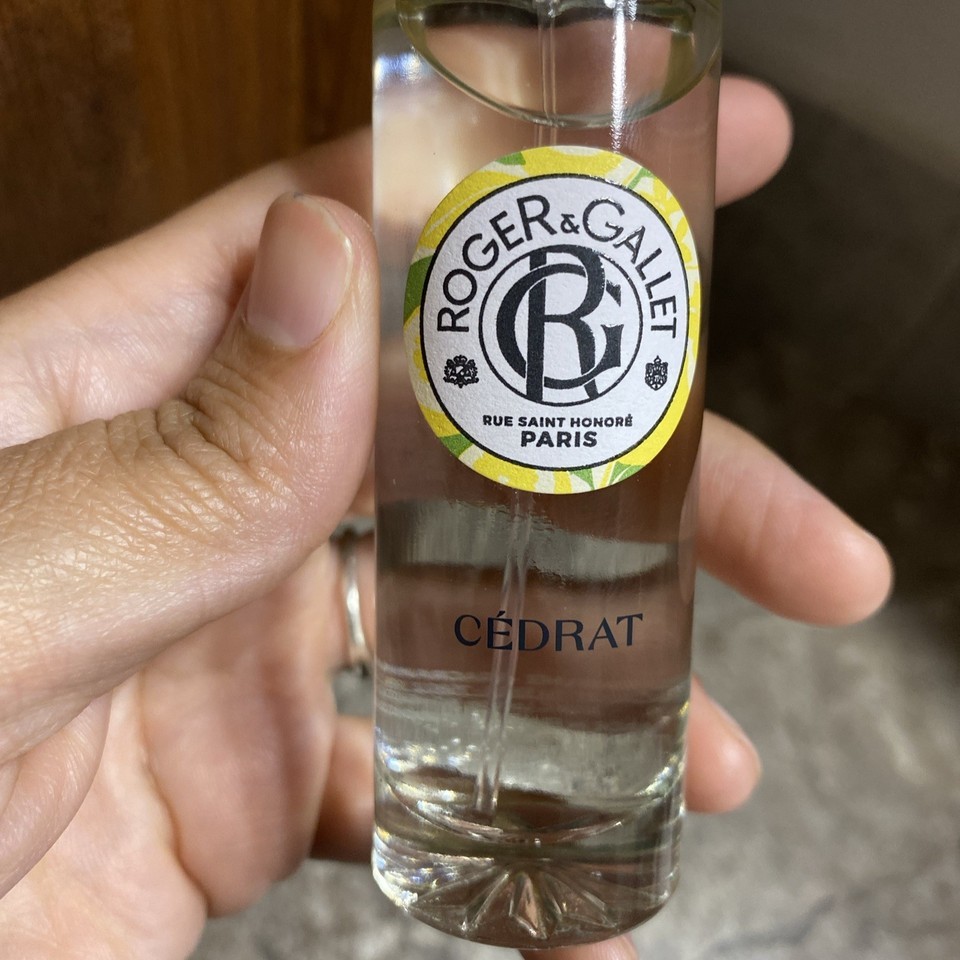 ROGER & GALLET
RG
RUE SAINT HONORÉ
PARIS
CÉDRAT